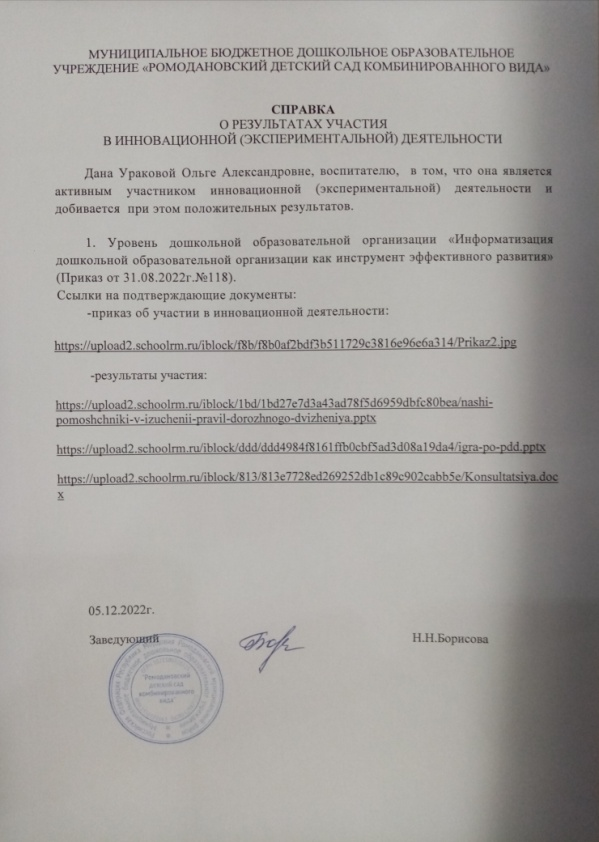 МУНИЦИПАЛЬНОЕ БЮДЖЕТНОЕ ДОШКОЛЬНОЕ ОБРАЗОВАТЕЛЬНОЕ
УЧРЕЖДЕНИЕ «РОМОДАНОВСКИЙ ДЕТСКИЙ САД КОМБИНИРОВАННОГО ВИДА»
СПРАВКА
О РЕЗУЛЬТАТАХ УЧАСТИЯ
В ИННОВАЦИОННОЙ (ЭКСПЕРИМЕНТАЛЬНОЙ) ДЕЯТЕЛЬНОСТИ
Дана Ураковой Ольге Александровне, воспитателю, в том, что она является
активным участником инновационной (экспериментальной) деятельности и
добивается при этом положительных результатов.
1. Уровень дошкольной образовательной организации «Информатизация
дошкольной образовательной организации как инструмент эффективного развития»
(Приказ от 31.08.2022г.№118).
Ссылки на подтверждающие документы:
-приказ об участии в инновационной деятельности:
https://upload2.schoolrm.ru/iblock/f8b/f8b0af2bdf3b511729c3816e96e6a314/Prikaz2.jpg
-результаты участия:
https://upload2.schoolrm.ru/iblock/1bd/1bd27e7d3a43ad78f5d6959dbfc80bea/nashi-
pomoshchniki-v-izuchenii-pravil-dorozhnogo-dvizheniya.pptx
https://upload2.schoolrm.ru/iblock/ddd/ddd4984f8161ffb0cbf5ad3d08a19da4/igra-po-pdd.pptx
https://upload2.schoolrm.ru/iblock/813/813e7728ed269252db1c89c902cabb5e/Konsultatsiya.doc
x
05.12.2022г.
Заведующий Н.Н.Борисова
"Ромодановский
детский сад
комбинированного
вида"